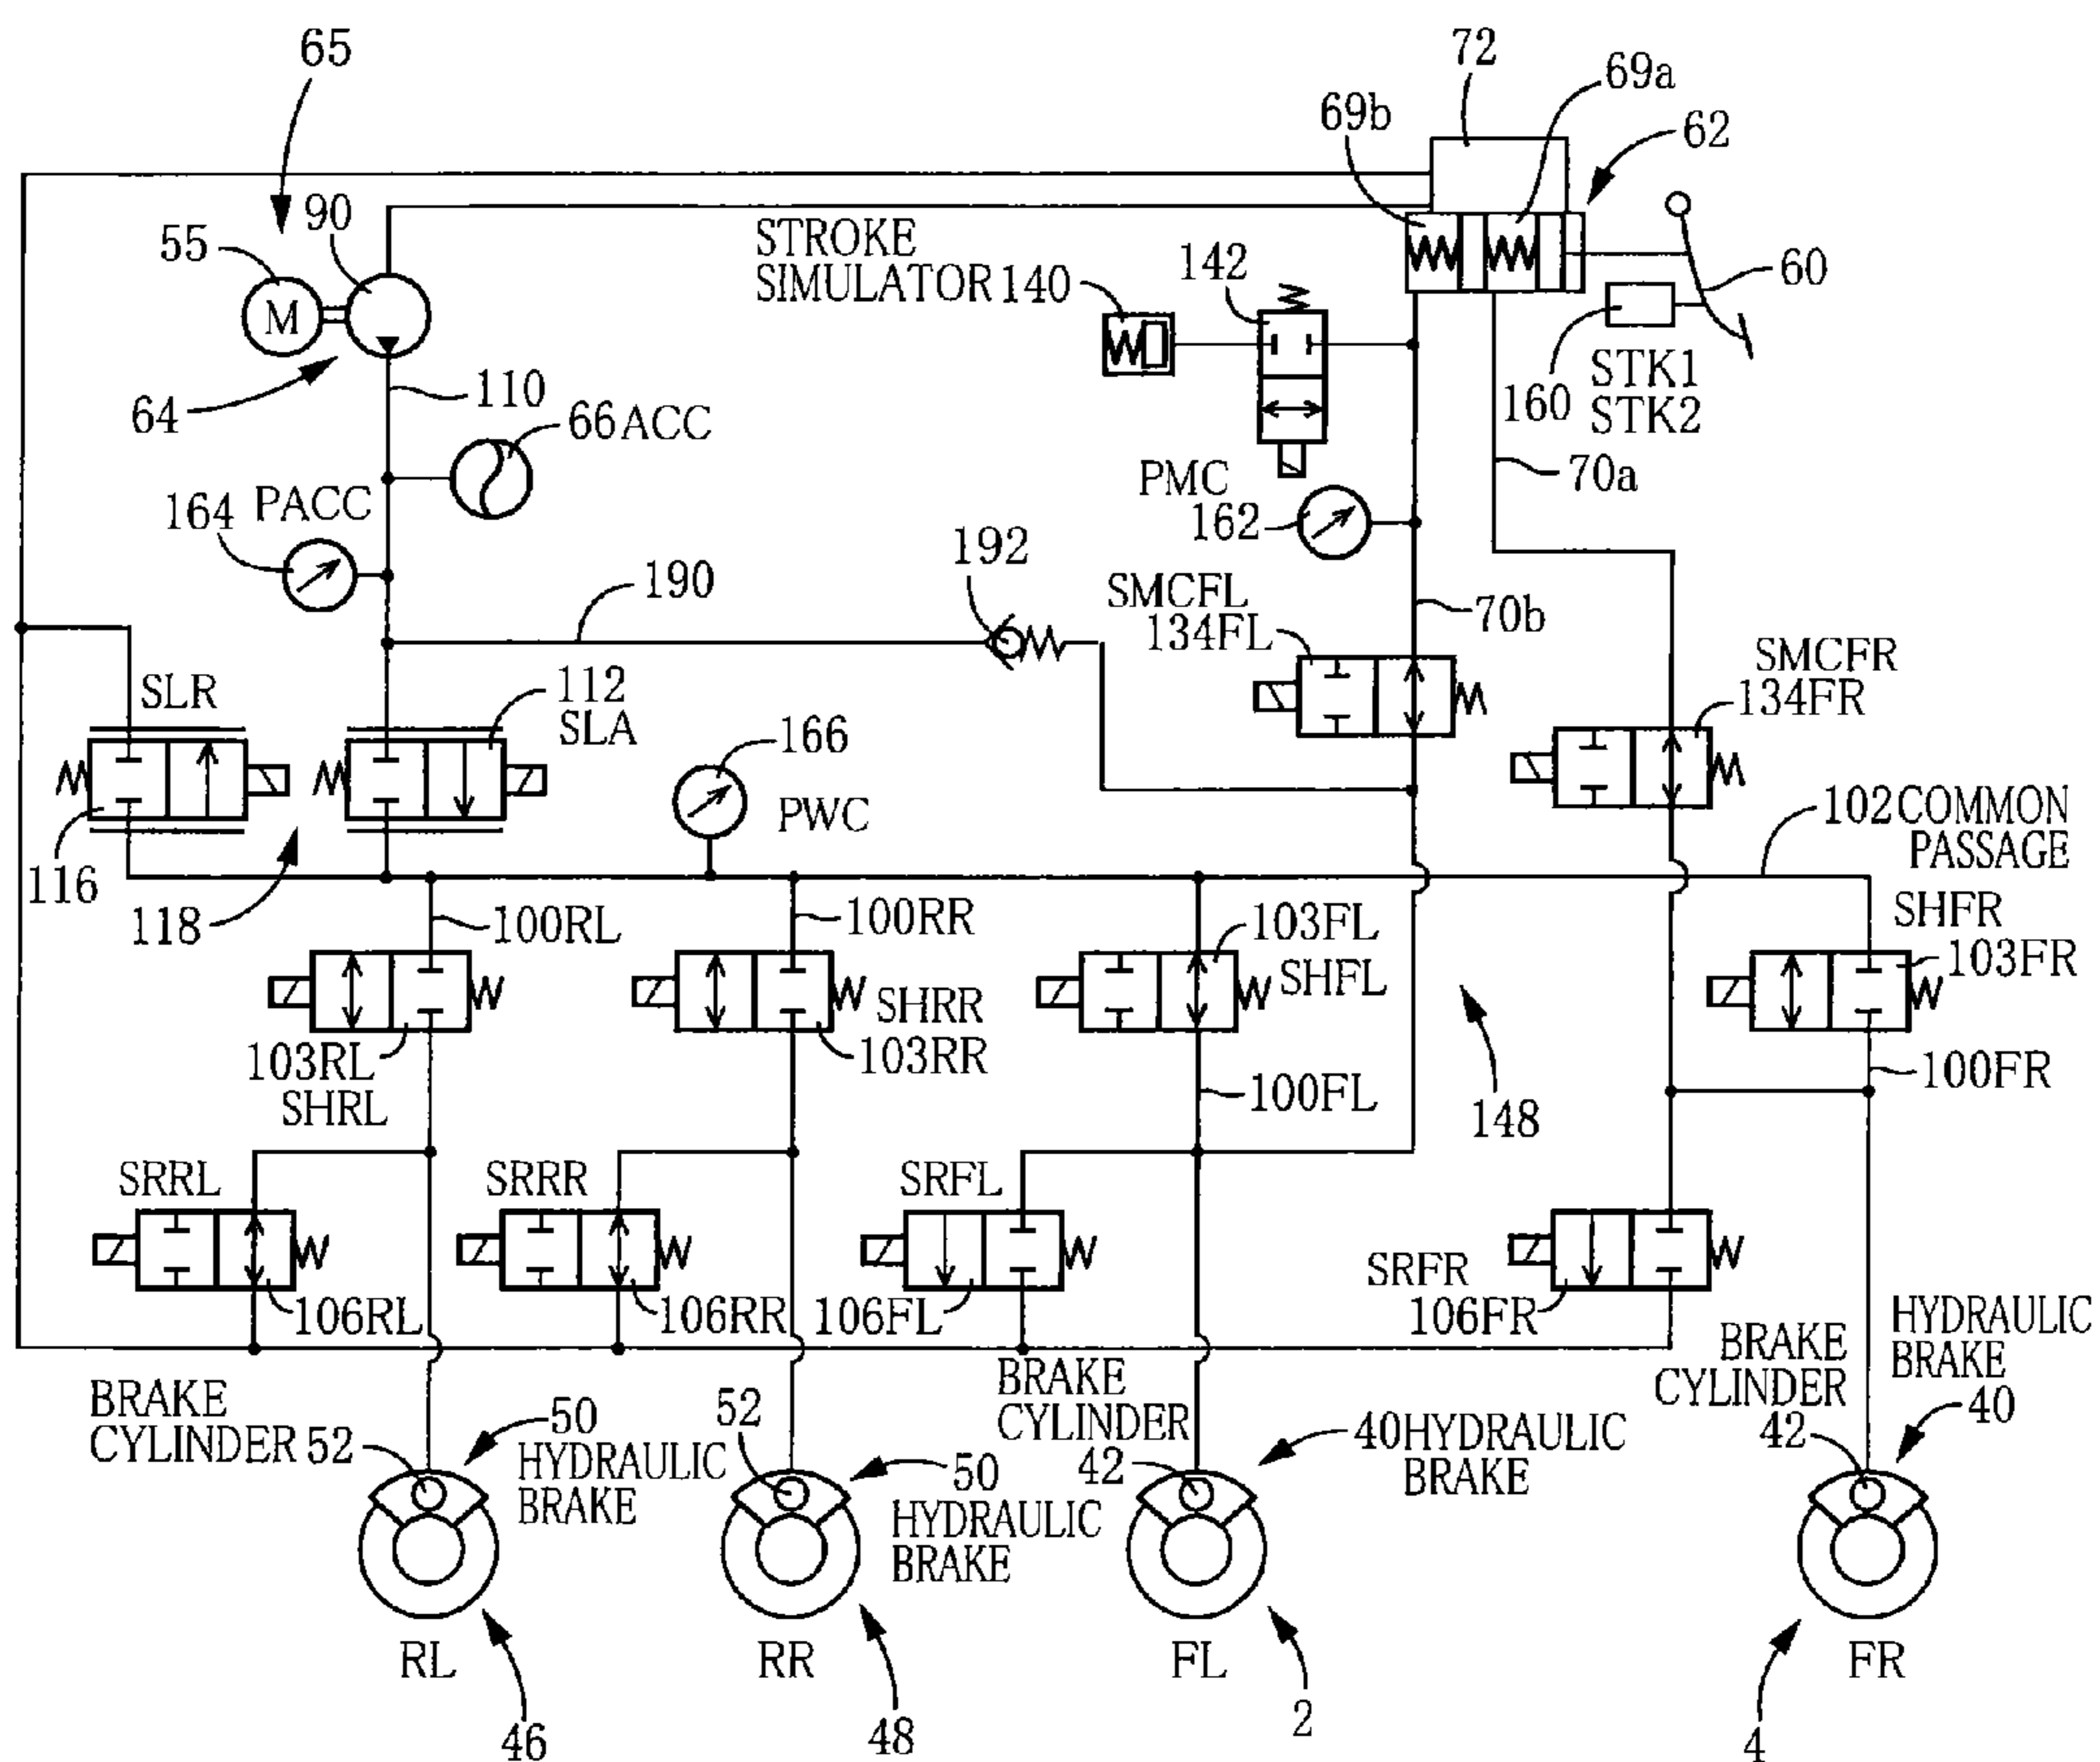 65
72
69a
69b
62
90
55
M
STROKE
SIMULATOR 140
142
60
64
110
66 ACC
160
STK1
STK2
70a
PMC
162
164 PACC
192
190
SMCFL
134FL
70b
SMCFR
134FR
SLR
112
SLA
166
PWC
102 COMMON
PASSAGE
116
118
100RL
100RR
103FL
SHFL
SHFR
103FR
SHRR
103RR
103RL
SHRL
100FL
100FR
148
SRRL
SRRR
SRFL
SRFR
106RL
106RR
106FL
106FR
BRAKE
CYLINDER 52
50
HYDRAULIC
BRAKE
52
50
HYDRAULIC
BRAKE
BRAKE
CYLINDER
42
40 HYDRAULIC
BRAKE
BRAKE
CYLINDER
42
HYDRAULIC
BRAKE
40
RL
RR
FL
FR
46
48
2
4